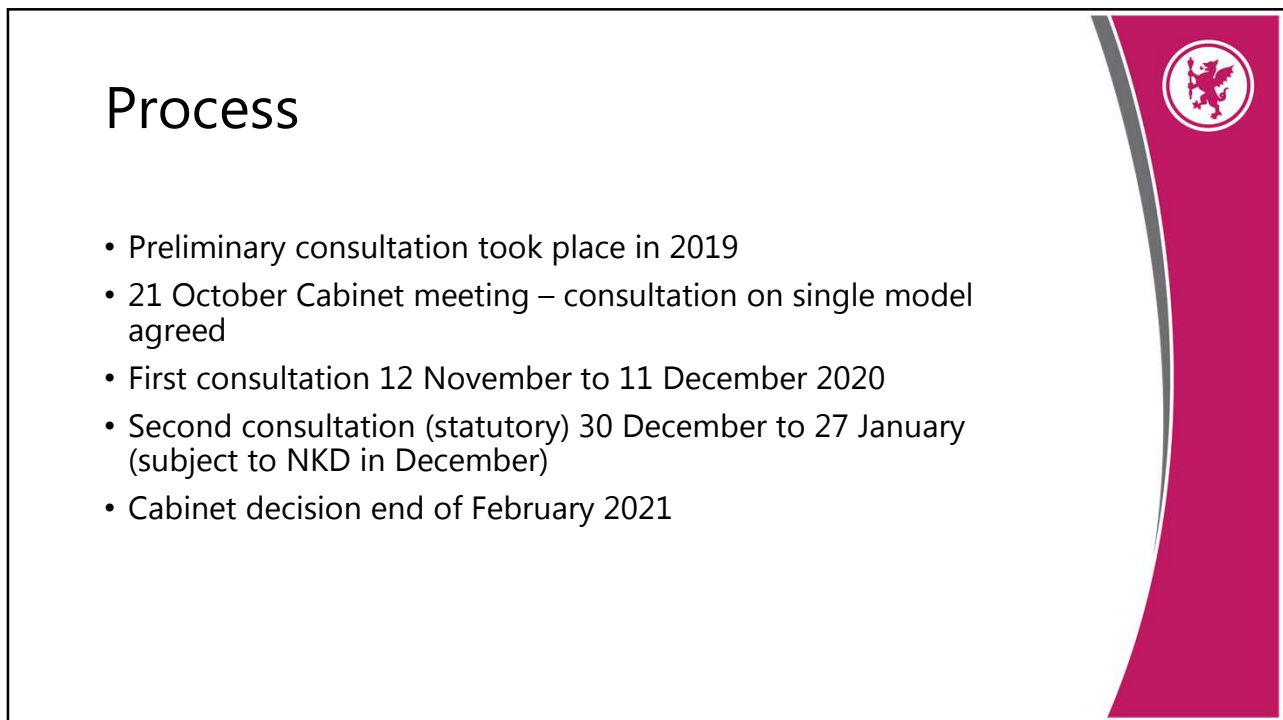 Process
• Preliminary consultation took place in 2019
• 21 October Cabinet meeting – consultation on single model
agreed
• First consultation 12 November to 11 December 2020
• Second consultation (statutory) 30 December to 27 January
(subject to NKD in December)
• Cabinet decision end of February 2021